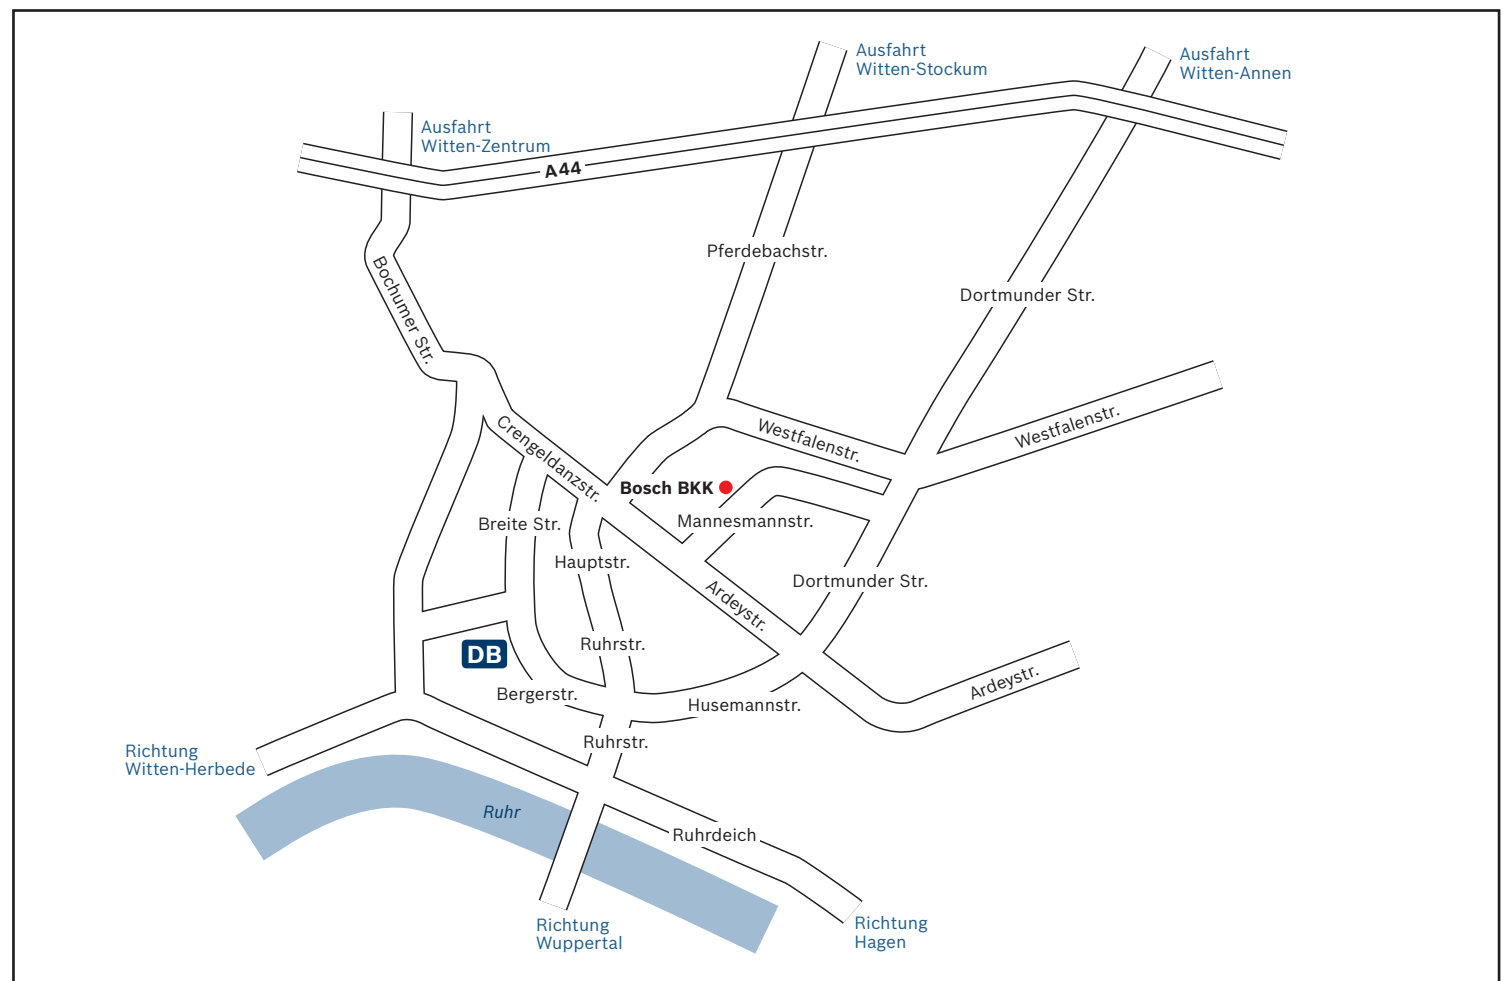 Ausfahrt
Witten-Stockum
Ausfahrt
Witten-Annen
Ausfahrt
Witten-Zentrum
A44
Pferdebachstr.
Bochumer Str.
Dortmunder Str.
Westfalenstr.
Westfalenstr.
Crengeldanzstr.
Bosch BKK
Breite Str.
Mannesmannstr.
Hauptstr.
Dortmunder Str.
Ardeystr.
Ruhrstr.
DB
Ardeystr.
Bergerstr.
Husemannstr.
Ruhrstr.
Richtung
Witten-Herbede
Ruhr
Ruhrdeich
Richtung
Wuppertal
Richtung
Hagen